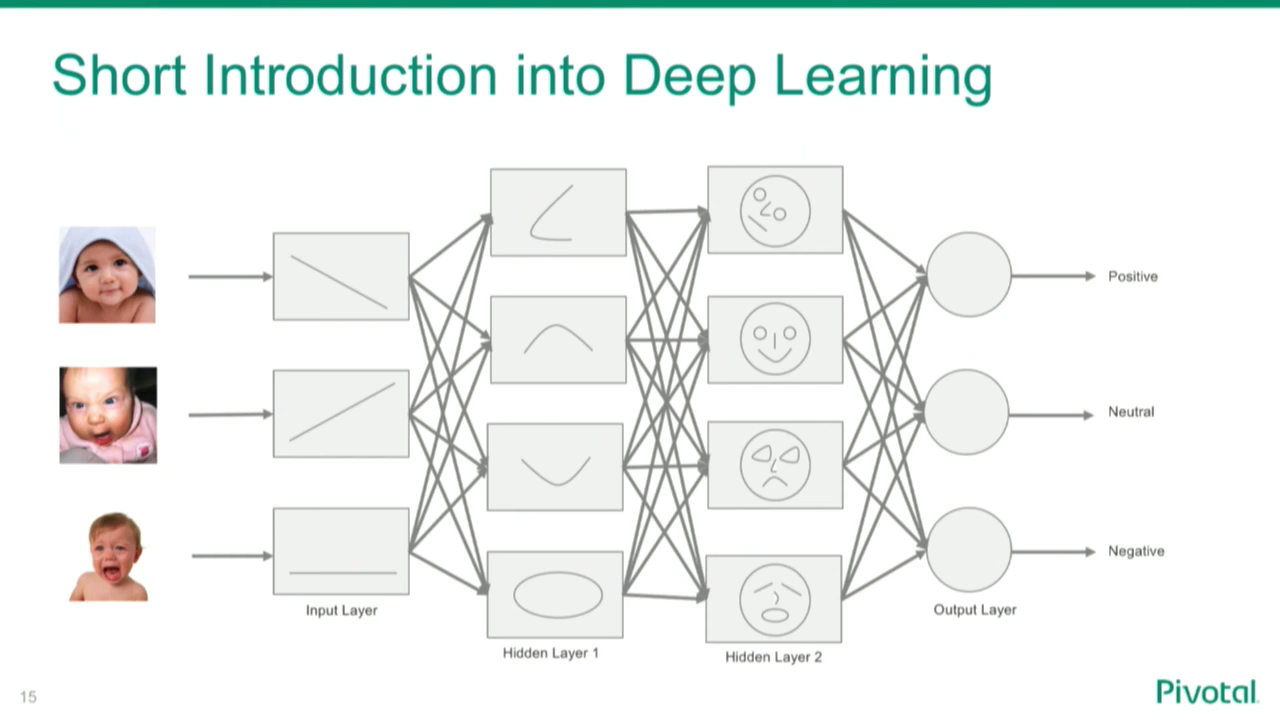 Short Introduction into Deep Learning
Positive
Neutral
Negative
Input Layer
Output Layer
Hidden Layer 1
Hidden Layer 2
15
Pivotal